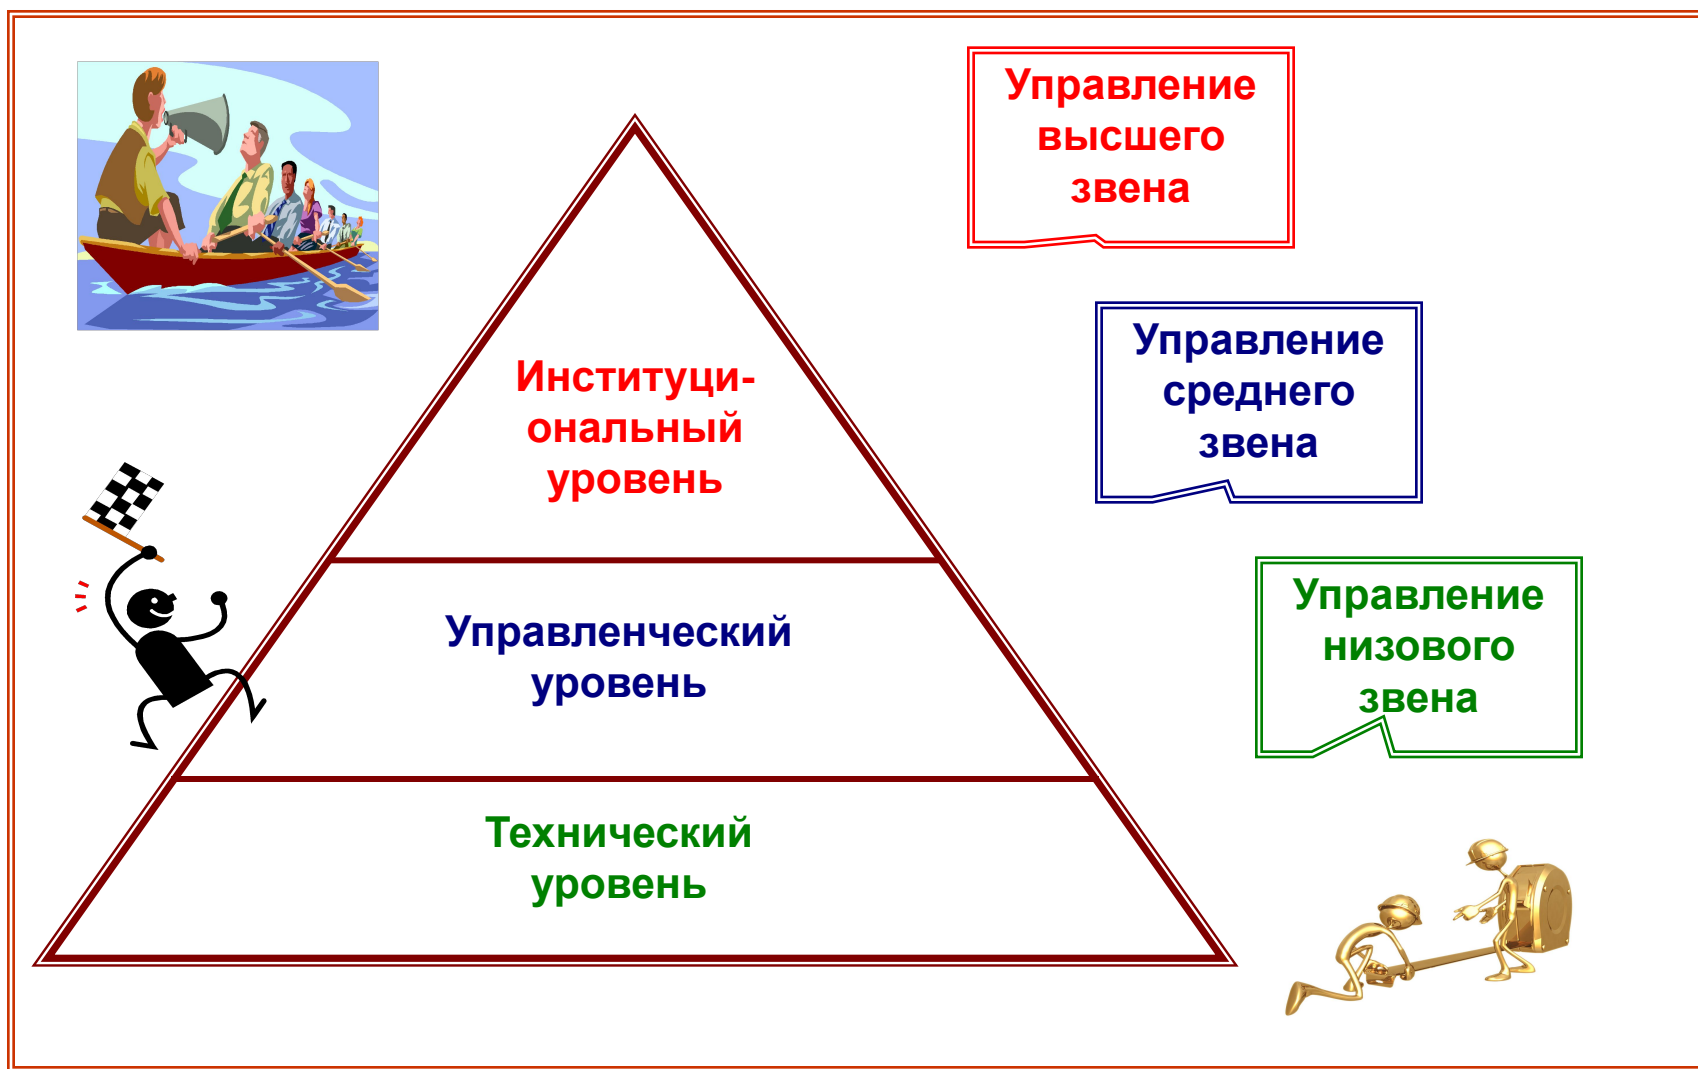 Управление
высшего
звена
Институци-
ональный
уровень
Управление
среднего
звена
Управленческий
уровень
Управление
низового
звена
Технический
уровень